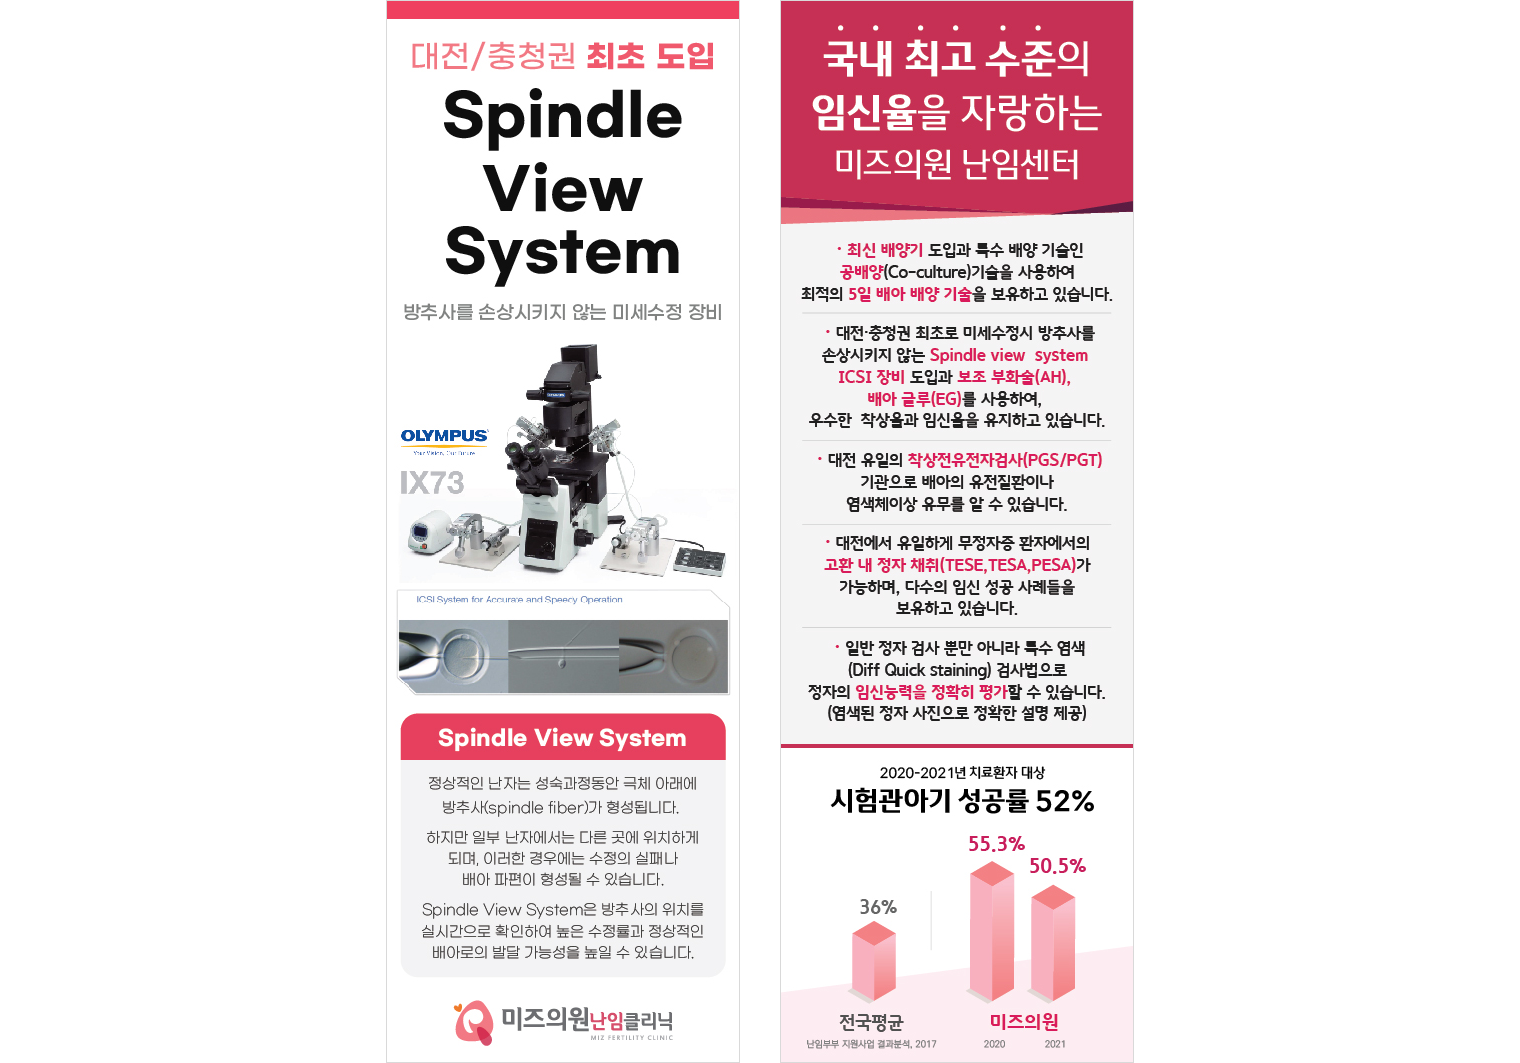 대전/충청권 최초 도입
Spindle
View
System
방추사를 손상시키지 않는 미세수정 장비
OLYMPUS
Your Vision, Our Future
IX73
ICSI System for Accurate and Speecy Operation
Spindle View System
정상적인 난자는 성숙과정동안 극체 아래에
방추사(spindle fiber)가 형성됩니다.
하지만 일부 난자에서는 다른 곳에 위치하게
되며, 이러한 경우에는 수정의 실패나
배아 파편이 형성될 수 있습니다.
Spindle View System은 방추사의 위치를
실시간으로 확인하여 높은 수정률과 정상적인
배아로의 발달 가능성을 높일 수 있습니다.
미즈의원난임클리닉
MIZ FERTILITY CLINIC
국내 최고 수준의
임신율을 자랑하는
미즈의원 난임센터
· 최신 배양기 도입과 특수 배양 기술인
공배양(Co-culture)기술을 사용하여
최적의 5일 배아 배양 기술을 보유하고 있습니다.
· 대전·충청권 최초로 미세수정시 방추사를
손상시키지 않는 Spindle view system
ICSI 장비 도입과 보조 부화술(AH),
배아 글루(EG)를 사용하여,
우수한 착상율과 임신율을 유지하고 있습니다.
· 대전 유일의 착상전유전자검사(PGS/PGT)
기관으로 배아의 유전질환이나
염색체이상 유무를 알 수 있습니다.
· 대전에서 유일하게 무정자증 환자에서의
고환 내 정자 채취(TESE,TESA,PESA)가
가능하며, 다수의 임신 성공 사례들을
보유하고 있습니다.
· 일반 정자 검사 뿐만 아니라 특수 염색
(Diff Quick staining) 검사법으로
정자의 임신능력을 정확히 평가할 수 있습니다.
(염색된 정자 사진으로 정확한 설명 제공)
2020-2021년 치료환자 대상
시험관아기 성공률 52%
55.3%
50.5%
36%
전국평균
미즈의원
난임부부 지원사업 결과분석, 2017
2020
2021